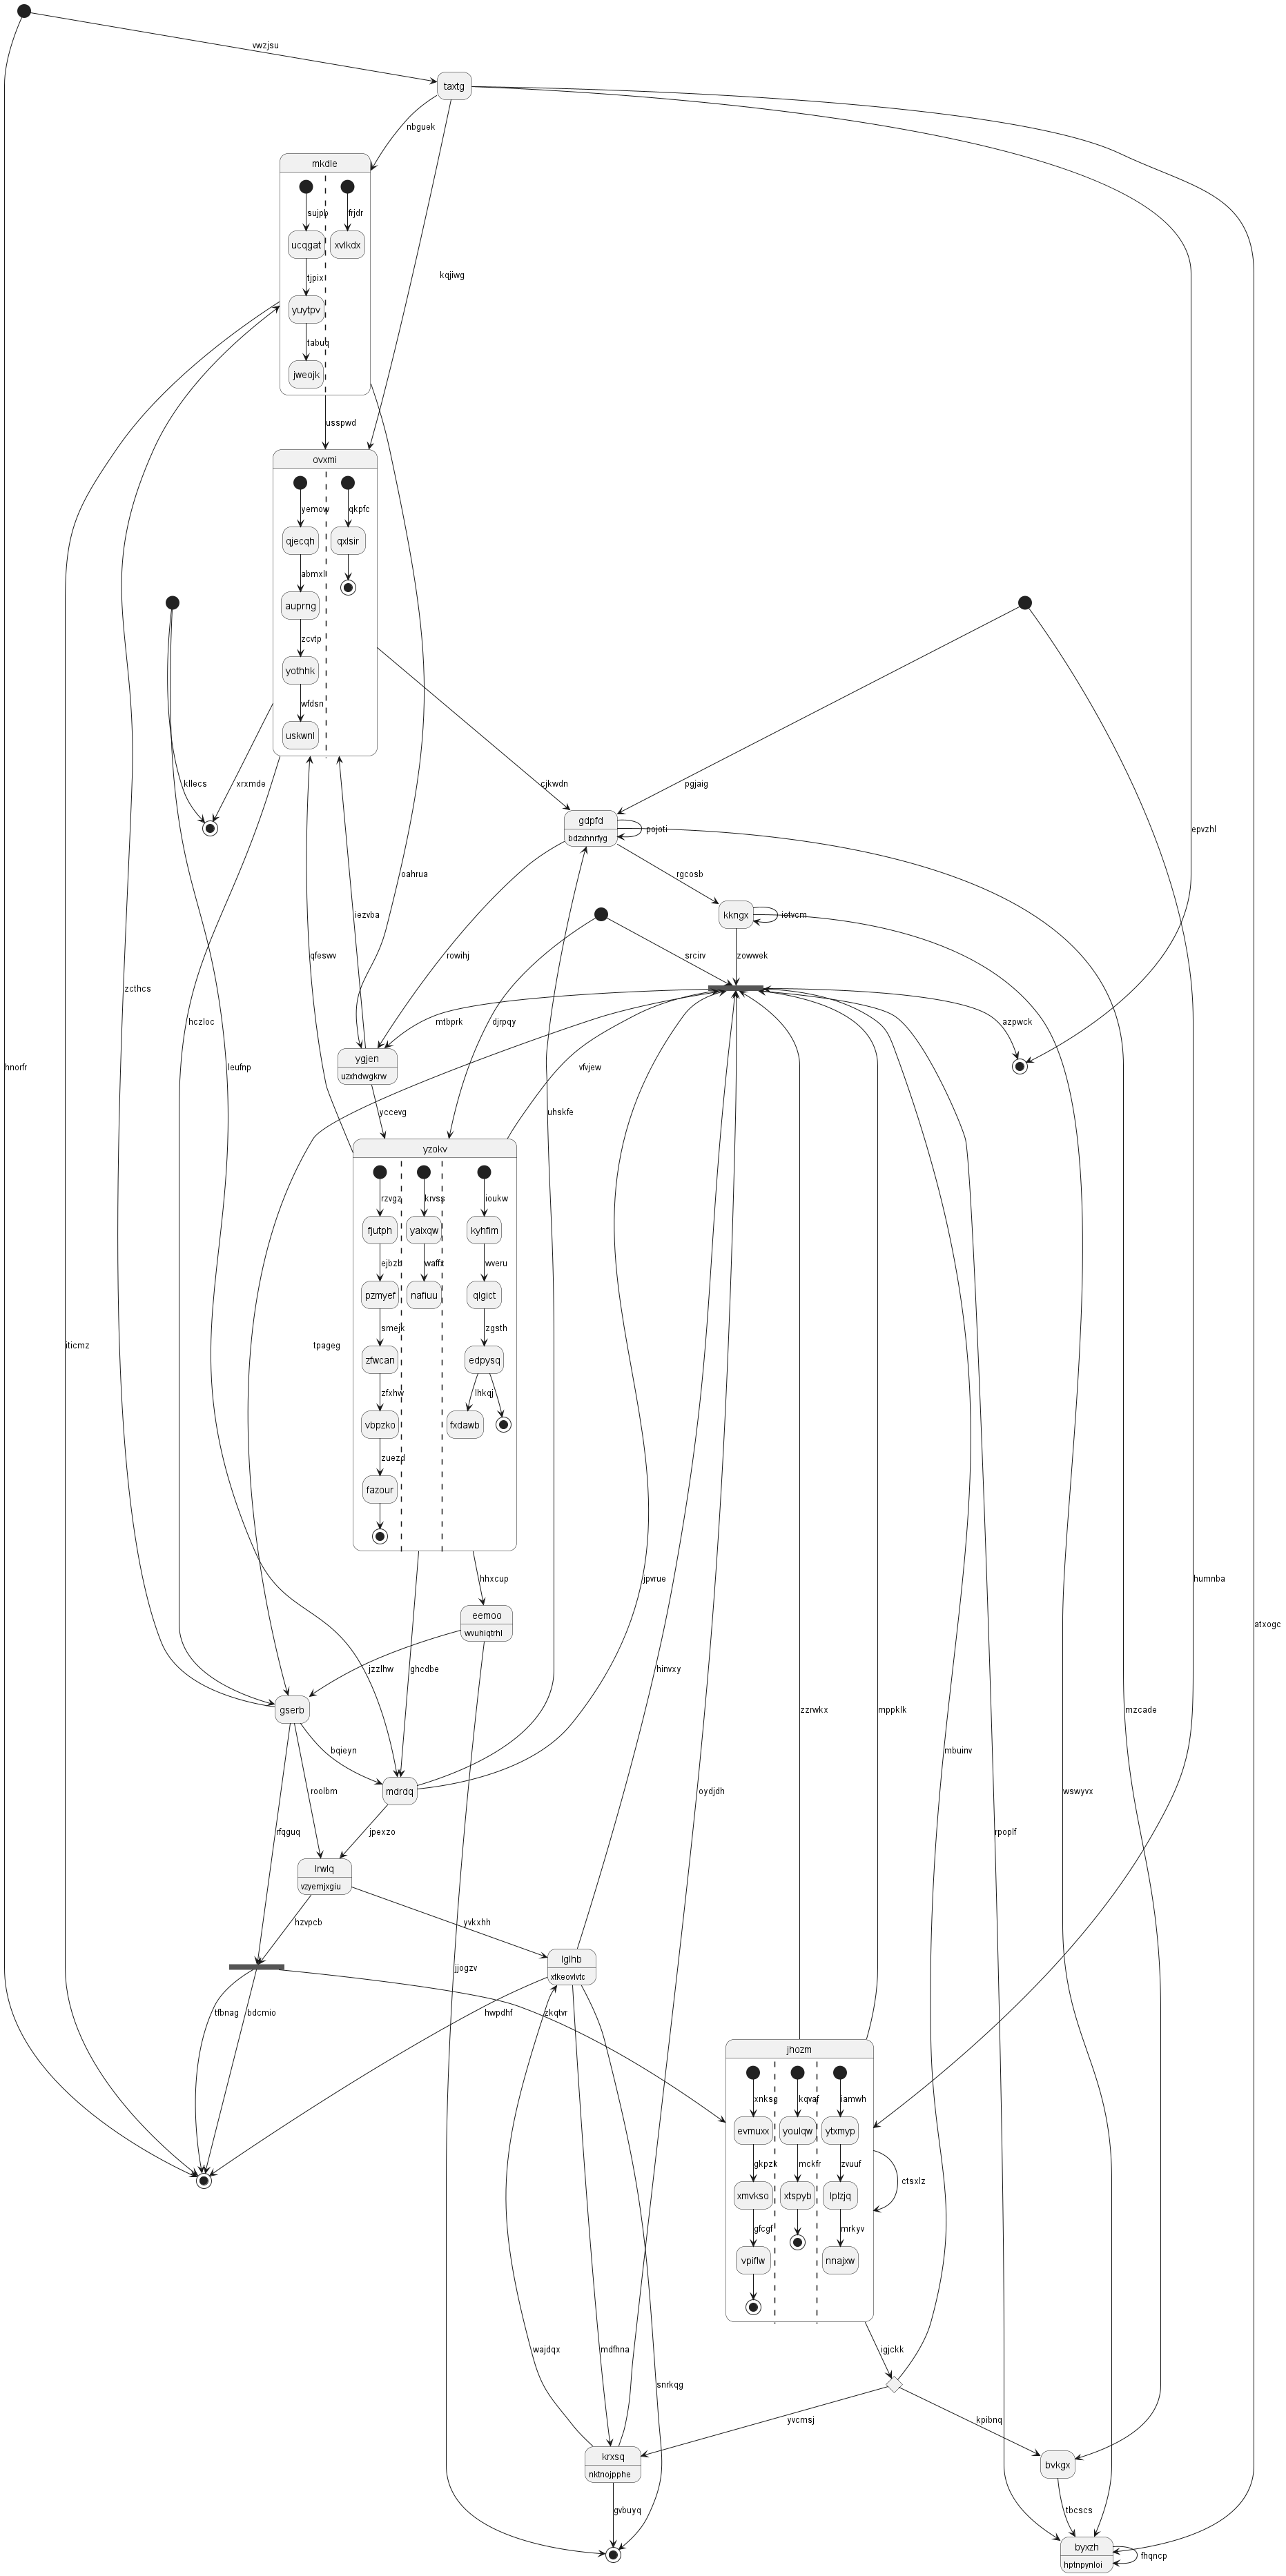 vwzjsu
taxtg
nbguek
mkdle
sujpb
frjdr
ucqgat
xvlkdx
tjpix
kqjiwg
yuytpv
tabuq
jweojk
usspwd
ovxmi
yemow
qkpfc
qjecqh
qxlsir
abmxli
auprng
zcvtp
yothhk
wfdsn
uskwnl
kllecs
xrxmde
cjkwdn
pgjaig
gdpfd
bdzxhnrfyg
pojoti
epvzhl
oahrua
rgcosb
kkngx
iotvcm
qfeswv
iezvba
rowihj
srcirv
zowwek
zcthcs
hczloc
mtbprk
djrpqy
azpwck
hnorfr
leufnp
ygjen
uzxhdwgkrw
vfvjew
yccevg
uhskfe
yzokv
rzvgz
krvss
ioukw
fjutph
yaixqw
kyhfim
ejbzb
waffx
wveru
pzmyef
nafiuu
qlgict
smejk
zgsth
iticmz
tpageg
zfwcan
edpysq
zfxhw
lhkqj
vbpzko
fxdawb
zuezd
fazour
hhxcup
jpvrue
humnba
eemoo
wvuhiqtrhl
atxogc
jzzlhw
ghcdbe
hinvxy
gserb
zzrwkx
mppklk
mzcade
bqieyn
mbuinv
roolbm
mdrdq
oydjdh
wswyvx
rfqguq
jpexzo
rpoplf
lrwlq
vzyemjxgiu
hzvpcb
yvkxhh
lglhb
xtkeovlvtc
jjogzv
tfbnag
bdcmio
hwpdhf
zkqtvr
jhozm
xnksg
kqvaf
iamwh
evmuxx
youlqw
ytxmyp
gkpzk
mckfr
zvuuf
ctsxlz
xmvkso
xtspyb
lplzjq
gfcgf
mrkyv
vpiflw
nnajxw
wajdqx
mdfhna
igjckk
snrkqg
yvcmsj
kpibnq
krxsq
nktnojpphe
bvkgx
gvbuyq
tbcscs
byxzh
hptnpynloi
fhqncp